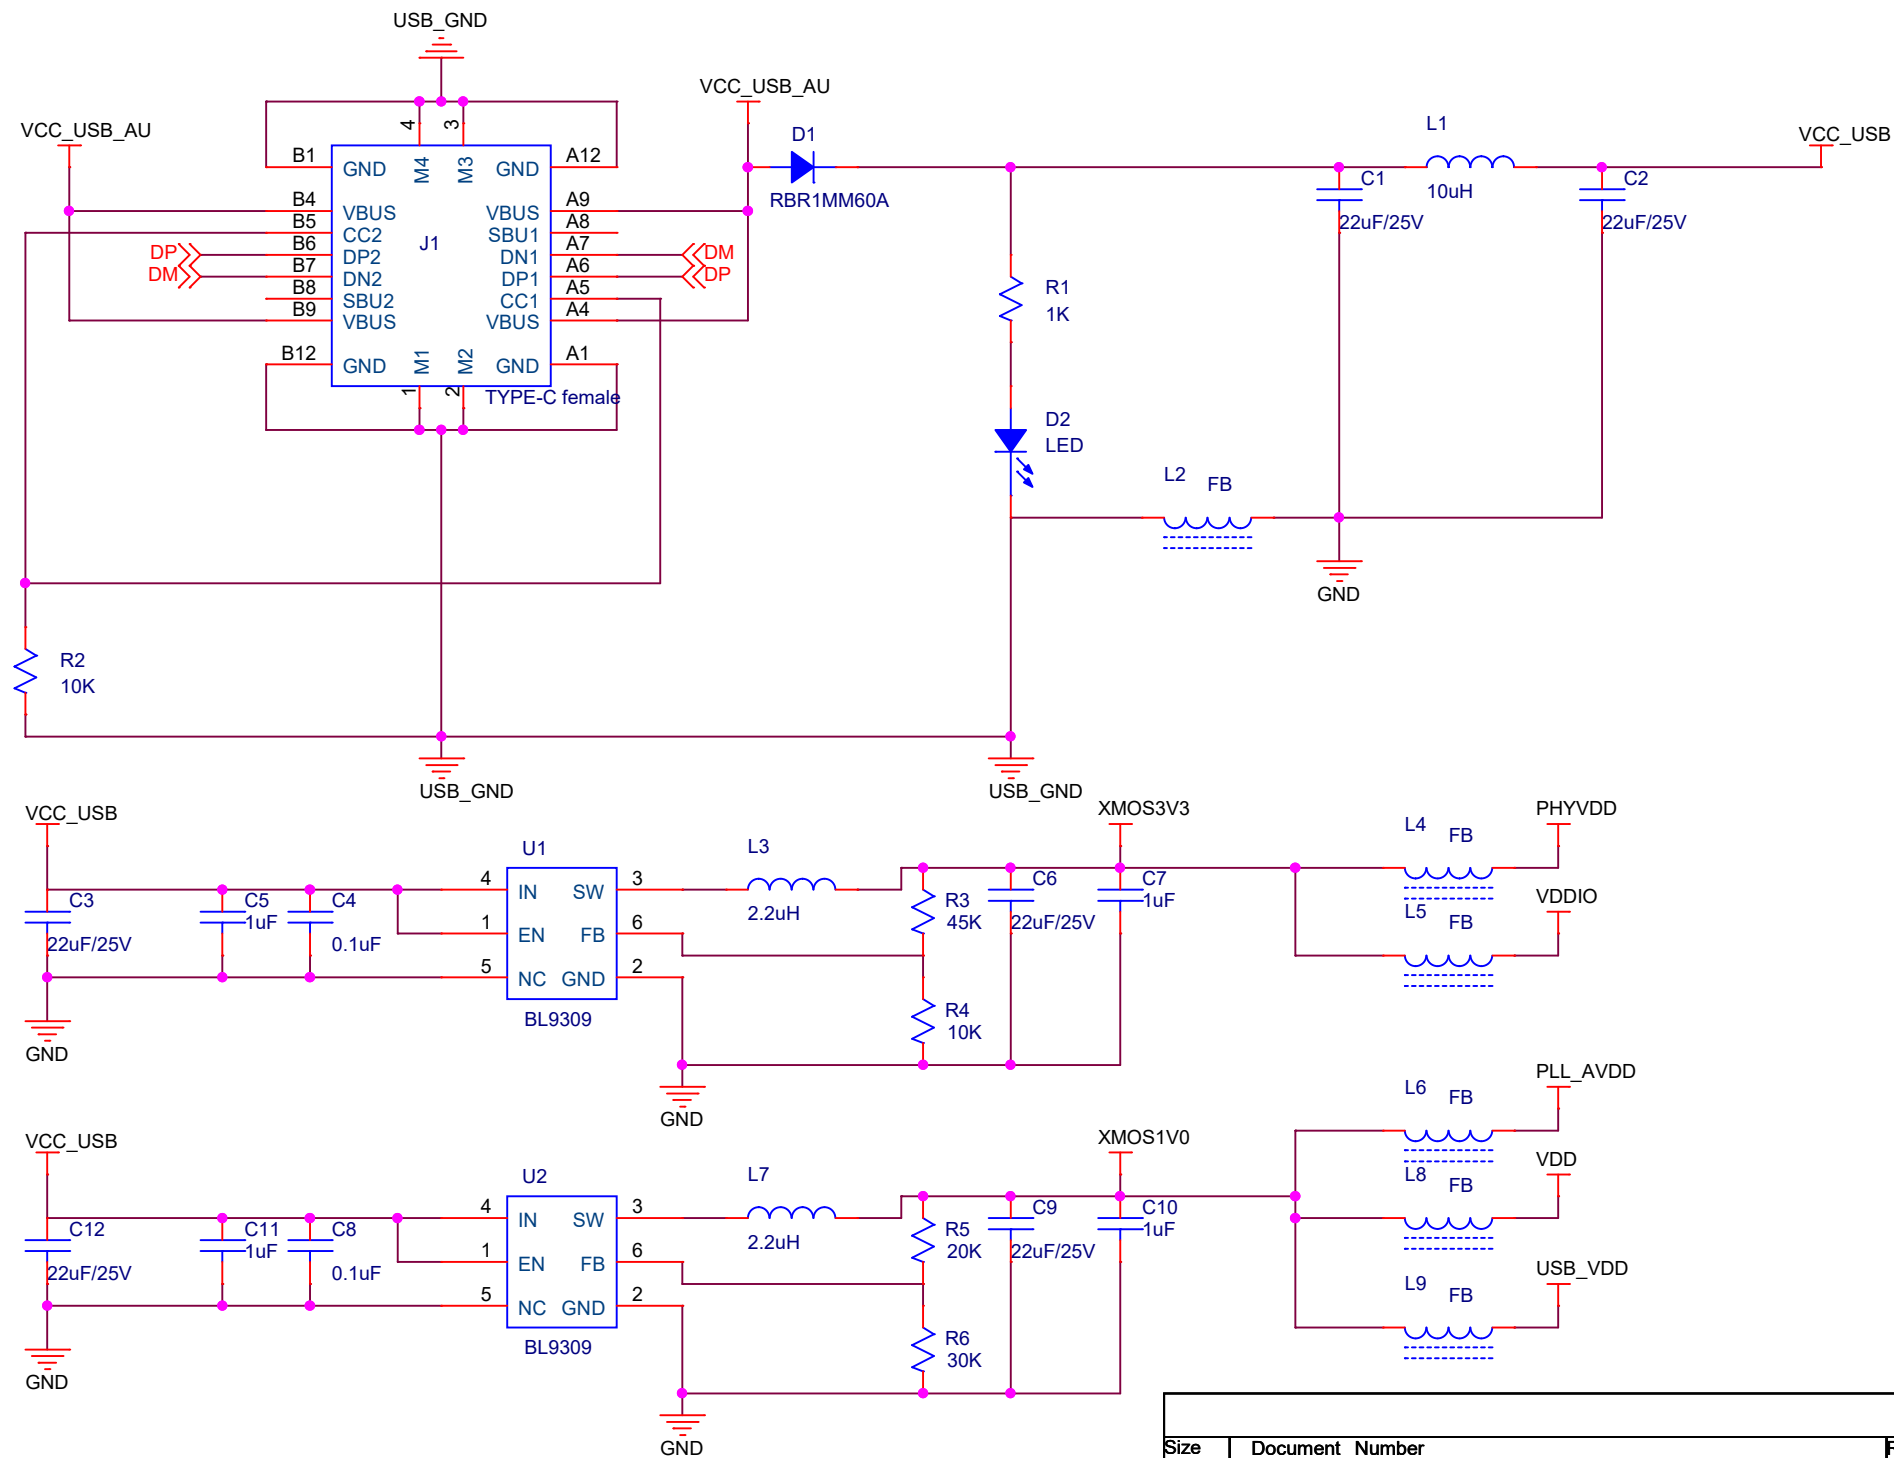 USB_GND
VCC_USB_AU
VCC_USB_AU
VCC_USB
4
3
D1
RBR1MM60A
L1
10uH
C1
22uF/25V
C2
22uF/25V
B1
GND
M4
M3
GND
A12
B4
VBUS
VBUS
A9
B5
CC2
SBU1
A8
J1
DP
B6
DP2
DN1
A7
DM
DM
B7
DN2
DP1
A6
DP
B8
SBU2
CC1
A5
B9
VBUS
VBUS
A4
B12
GND
M1
M2
GND
A1
1
2
TYPE-C female
R1
1K
D2
LED
L2
FB
GND
R2
10K
USB_GND
USB_GND
VCC_USB
U1
L3
2.2uH
XMOS3V3
L4
FB
PHYVDD
C3
22uF/25V
C5
1uF
C4
0.1uF
4
IN
SW
3
1
EN
FB
6
5
NC
GND
2
BL9309
R3
45K
C6
22uF/25V
C7
1uF
L5
FB
VDDIO
R4
10K
GND
GND
VCC_USB
U2
L7
2.2uH
XMOS1V0
L6
FB
PLL_AVDD
L8
FB
VDD
C12
22uF/25V
C11
1uF
C8
0.1uF
4
IN
SW
3
1
EN
FB
6
5
NC
GND
2
BL9309
R5
20K
C9
22uF/25V
C10
1uF
L9
FB
USB_VDD
R6
30K
GND
GND
Size
Document Number